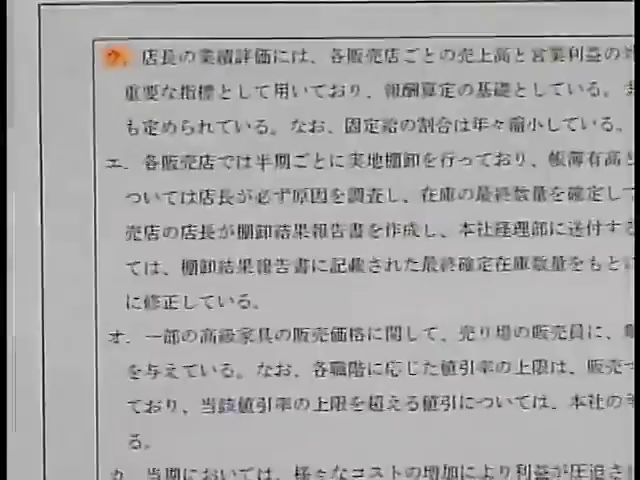 ウ．店長の業績評価には、各販売店ごとの売上高と営業利益の
重要な指標として用いており、報酬算定の基礎としている。
も定められている。なお、固定給の割合は年々縮小している。
エ．各販売店では半期ごとに実地棚卸を行っており、帳簿有高と
ついては店長が必ず原因を調査し、在庫の最終数量を確定して
売店の店長が棚卸結果報告書を作成し、本社経理部に送付する
ては、棚卸結果報告書に記載された最終確定在庫数量をもとに
に修正している。
オ．一部の高級家具の販売価格に関して、売り場の販売員に、
を与えている。なお、各職階に応じた値引率の上限は、販売
ており、当該値引率の上限を超える値引については、本社の
る。
カ．当期においては、様々なコストの増加により利益が圧迫さ